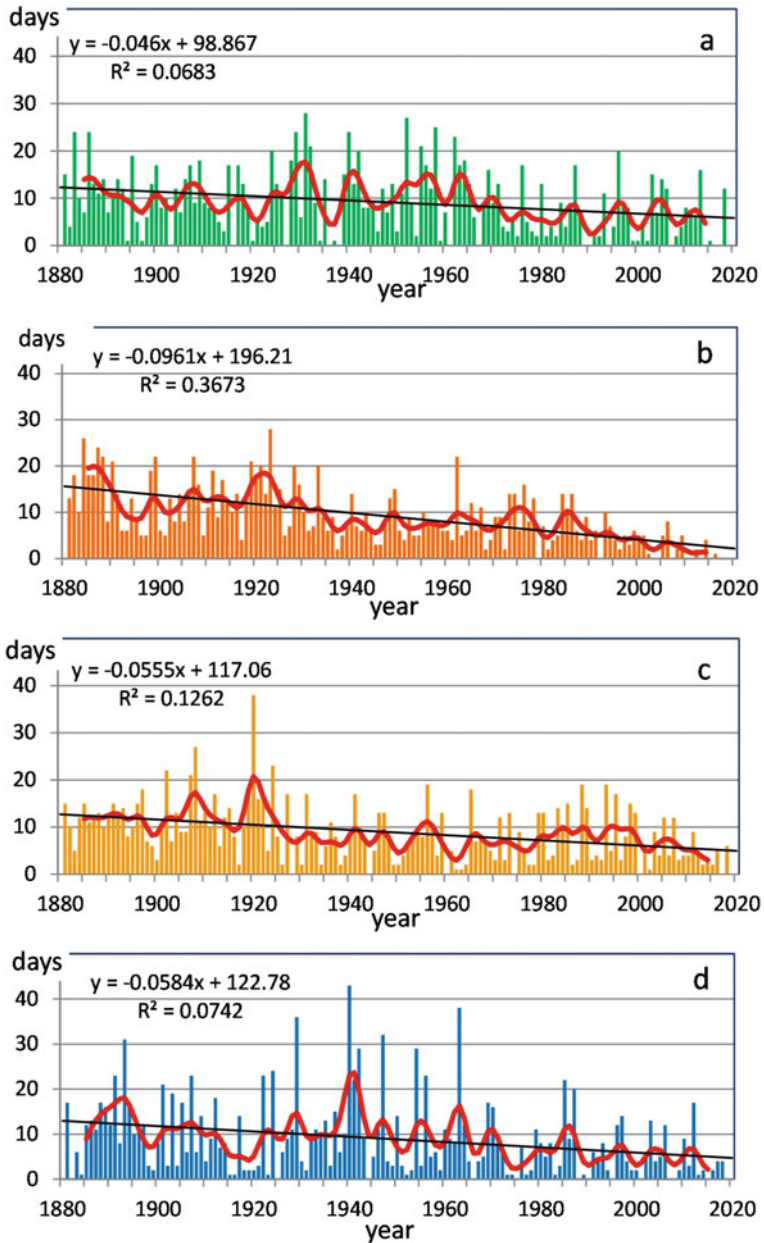 days
y = -0.046x + 98.867
a
R² = 0.0683
40
30
20
10
0
1880 1900 1920 1940 1960 1980 2000 2020
year
days
y = -0.0961x + 196.21
b
R² = 0.3673
40
30
20
10
0
1880 1900 1920 1940 1960 1980 2000 2020
year
days
y = -0.0555x + 117.06
c
R² = 0.1262
40
30
20
10
0
1880 1900 1920 1940 1960 1980 2000 2020
year
days
y = -0.0584x + 122.78
d
R² = 0.0742
40
30
20
10
0
1880 1900 1920 1940 1960 1980 2000 2020
year